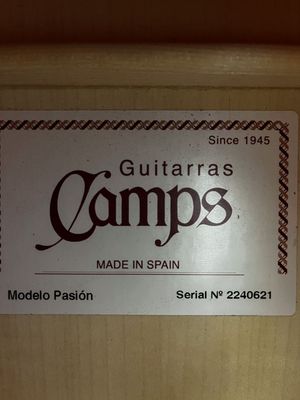 Since 1945
Guitarras
Camps
MADE IN SPAIN
Modelo Pasión
Serial Nº 2240621